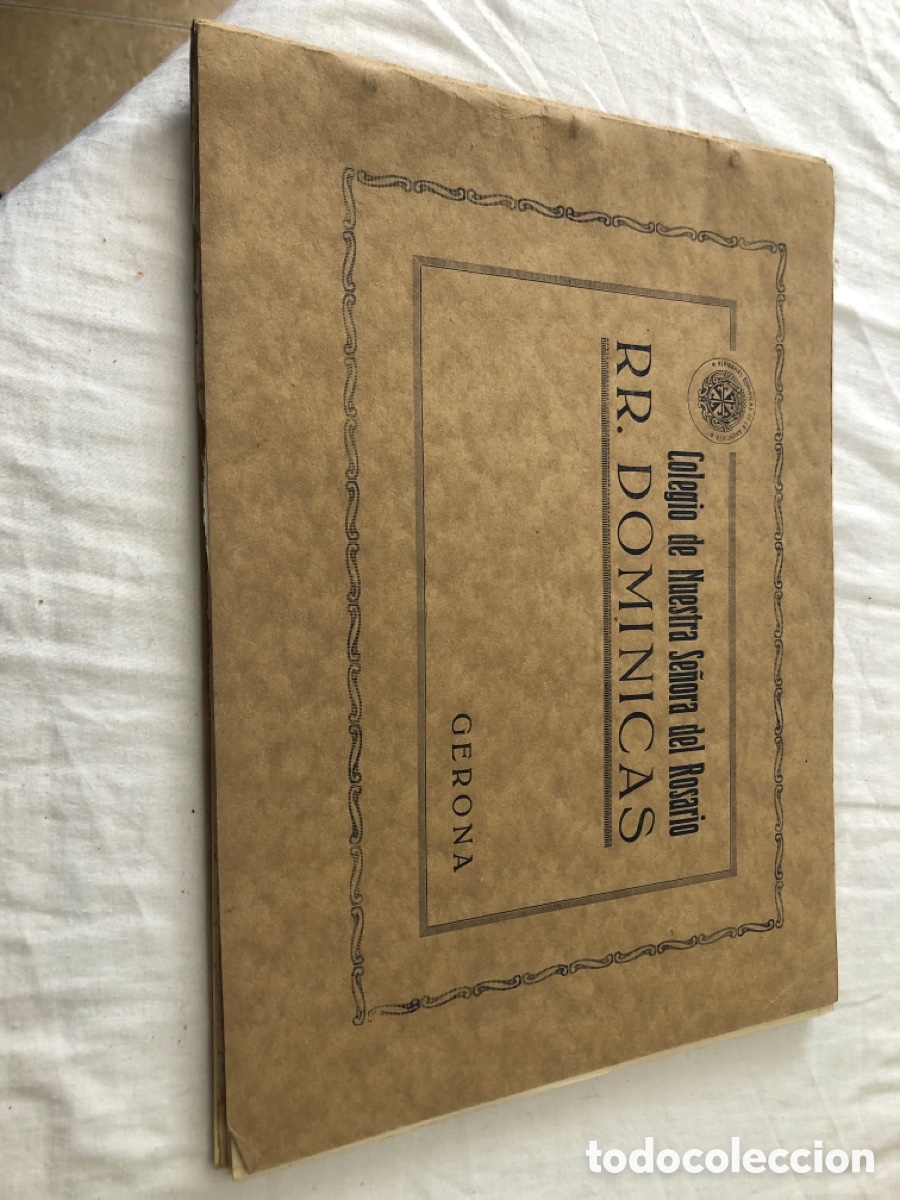 Colegio de Nuestra Señora del Rosario
RR. DOMINICAS
GERONA
todocoleccion